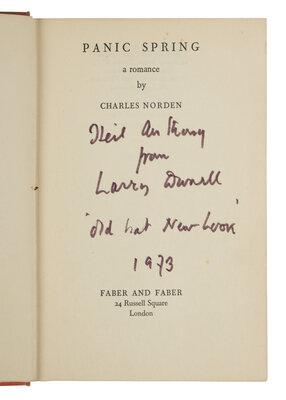 PANIC SPRING
a romance
by
CHARLES NORDEN
Neil Anthony
from
Larry Durrell
"old hat New Look"
1973
FABER AND FABER
24 Russell Square
London